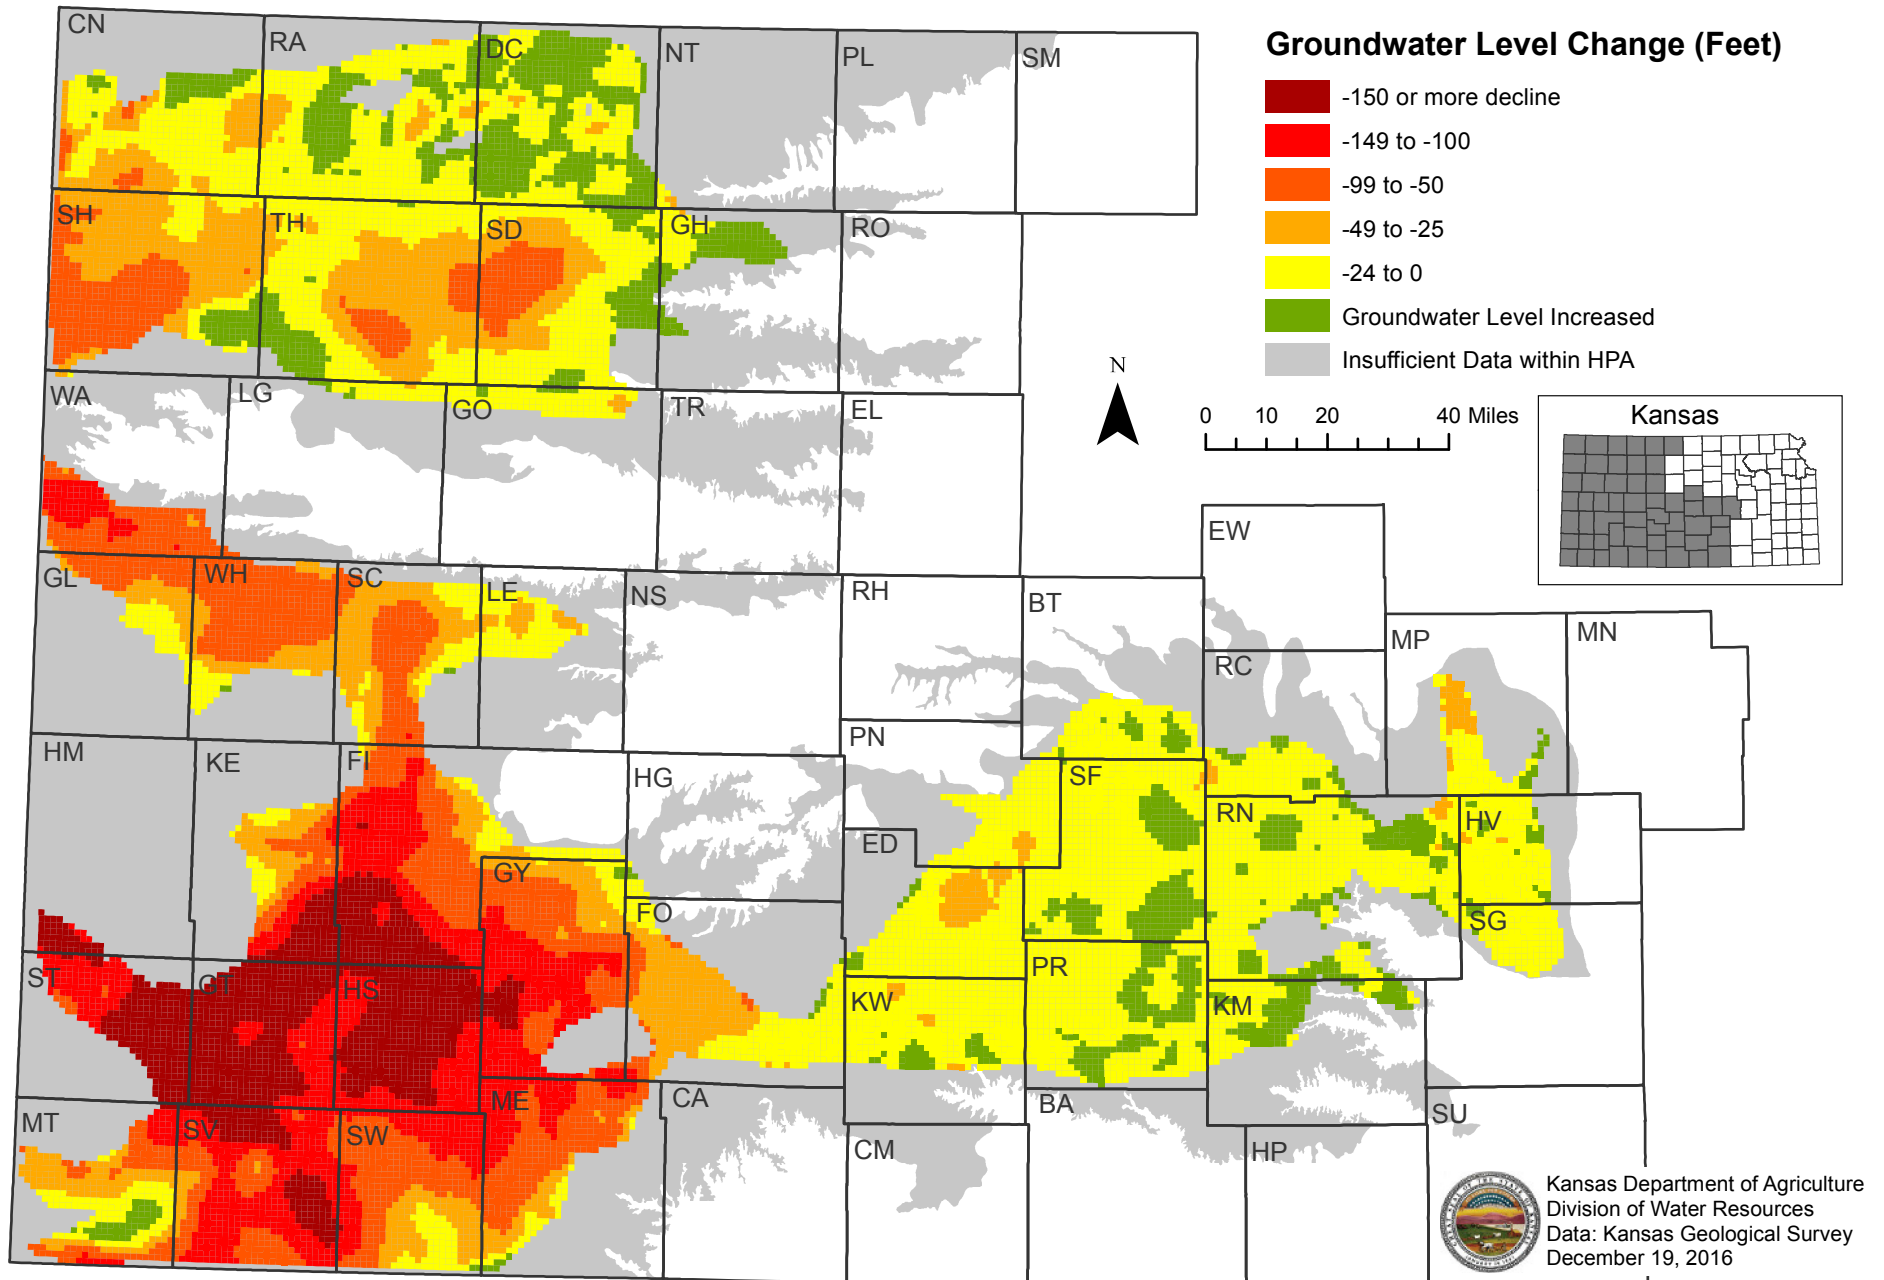 Groundwater Level Change (Feet)
-150 or more decline
-149 to -100
-99 to -50
-49 to -25
-24 to 0
Groundwater Level Increased
Insufficient Data within HPA
N
0 10 20 40 Miles
Kansas
CN RA DC NT PL SM
SH TH SD GH RO
WA LG GO TR EL
EW
GL WH SC LE NS RH BT
RC MP MN
HM KE FI HG PN SF
ED RN HV
GY FO SG
ST GT HS KW PR KM
MT SV SW ME CA BA SU
CM HP
Kansas Department of Agriculture
Division of Water Resources
Data: Kansas Geological Survey
December 19, 2016